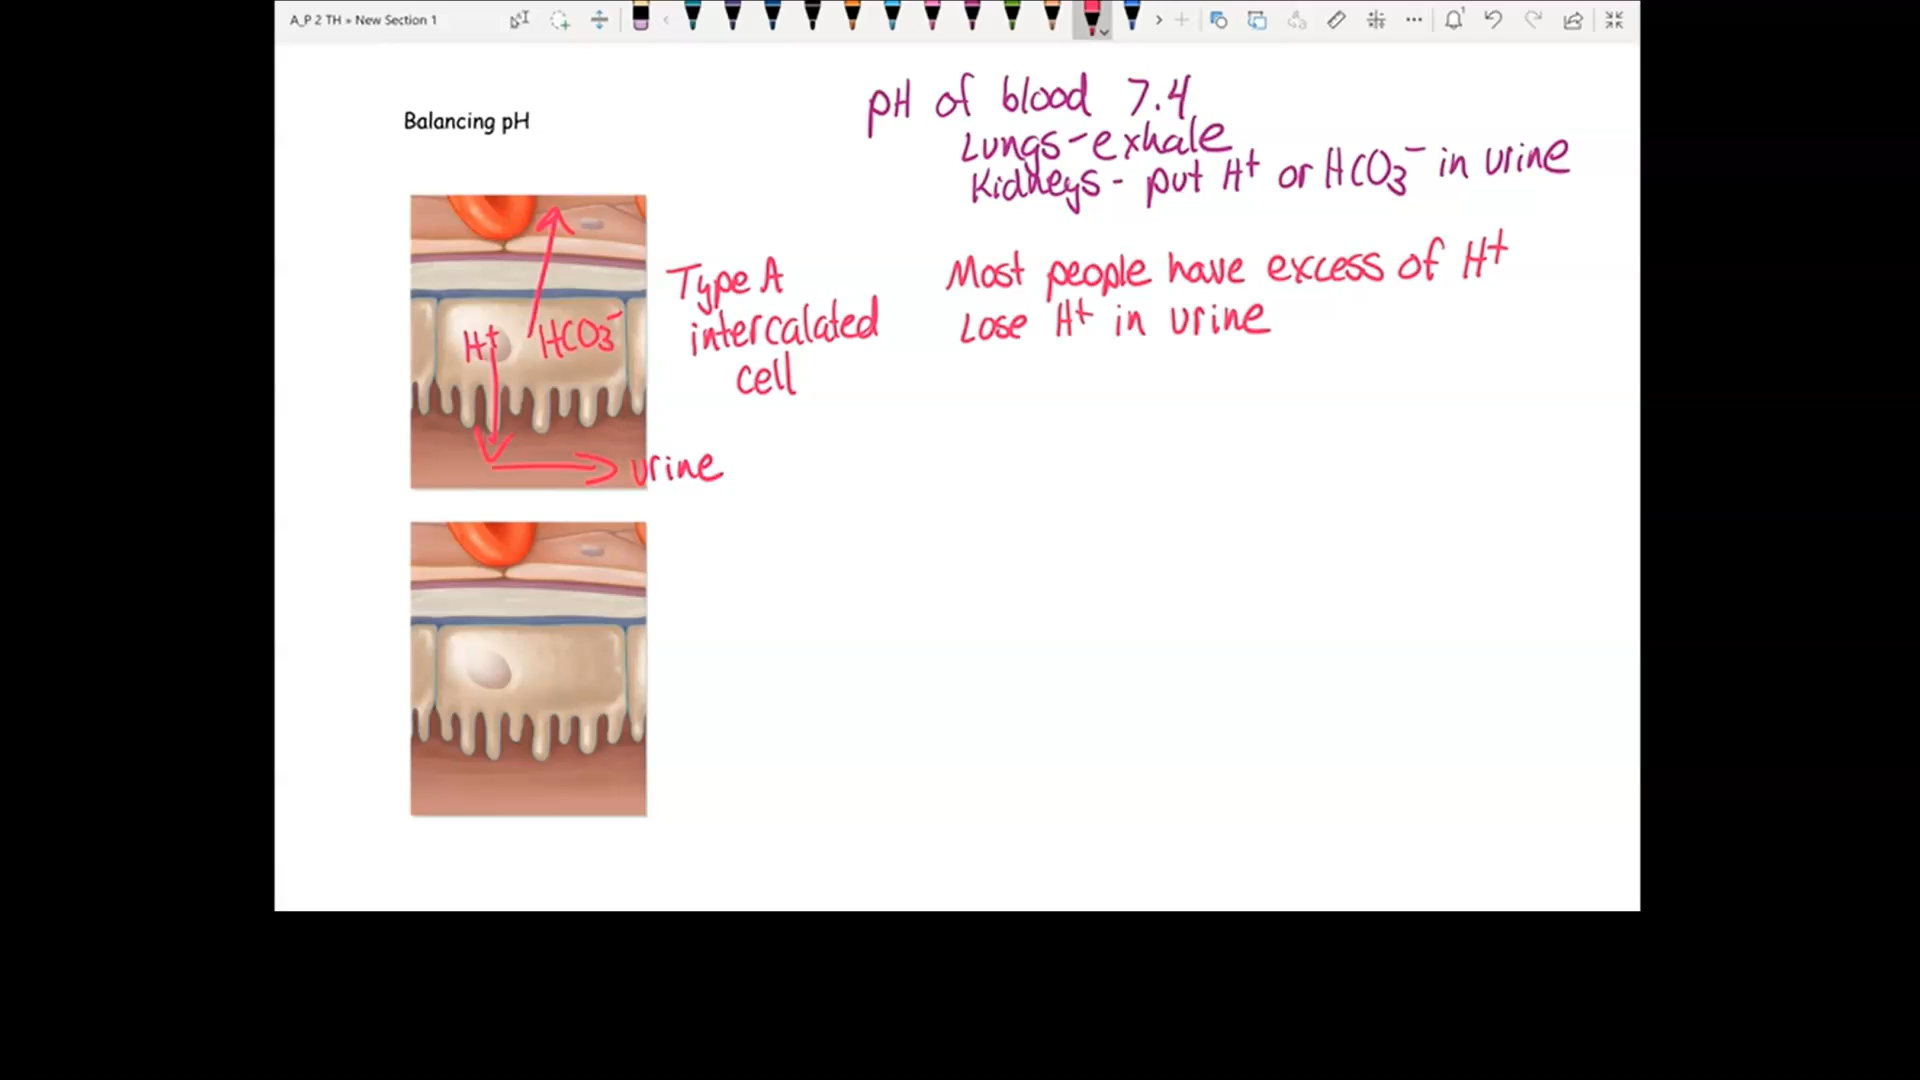 A_P 2 TH » New Section 1
Balancing pH
pH of blood 7.4
Lungs - exhale
Kidneys - put H⁺ or HCO₃⁻ in urine
Type A
intercalated
cell
Most people have excess of H⁺
Lose H⁺ in urine
H⁺ HCO₃⁻
urine